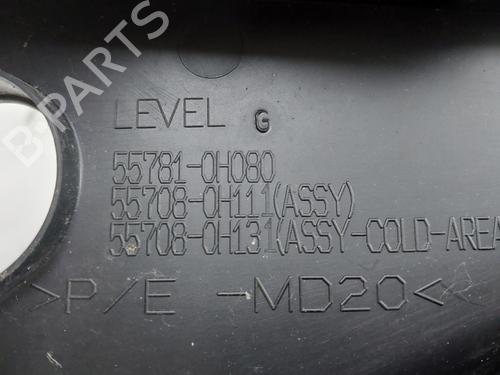 LEVEL G
55781-0H080
55708-0H111(ASSY)
55708-0H131(ASSY-COLD-AREA
>P/E -MD20<
B-PARTS